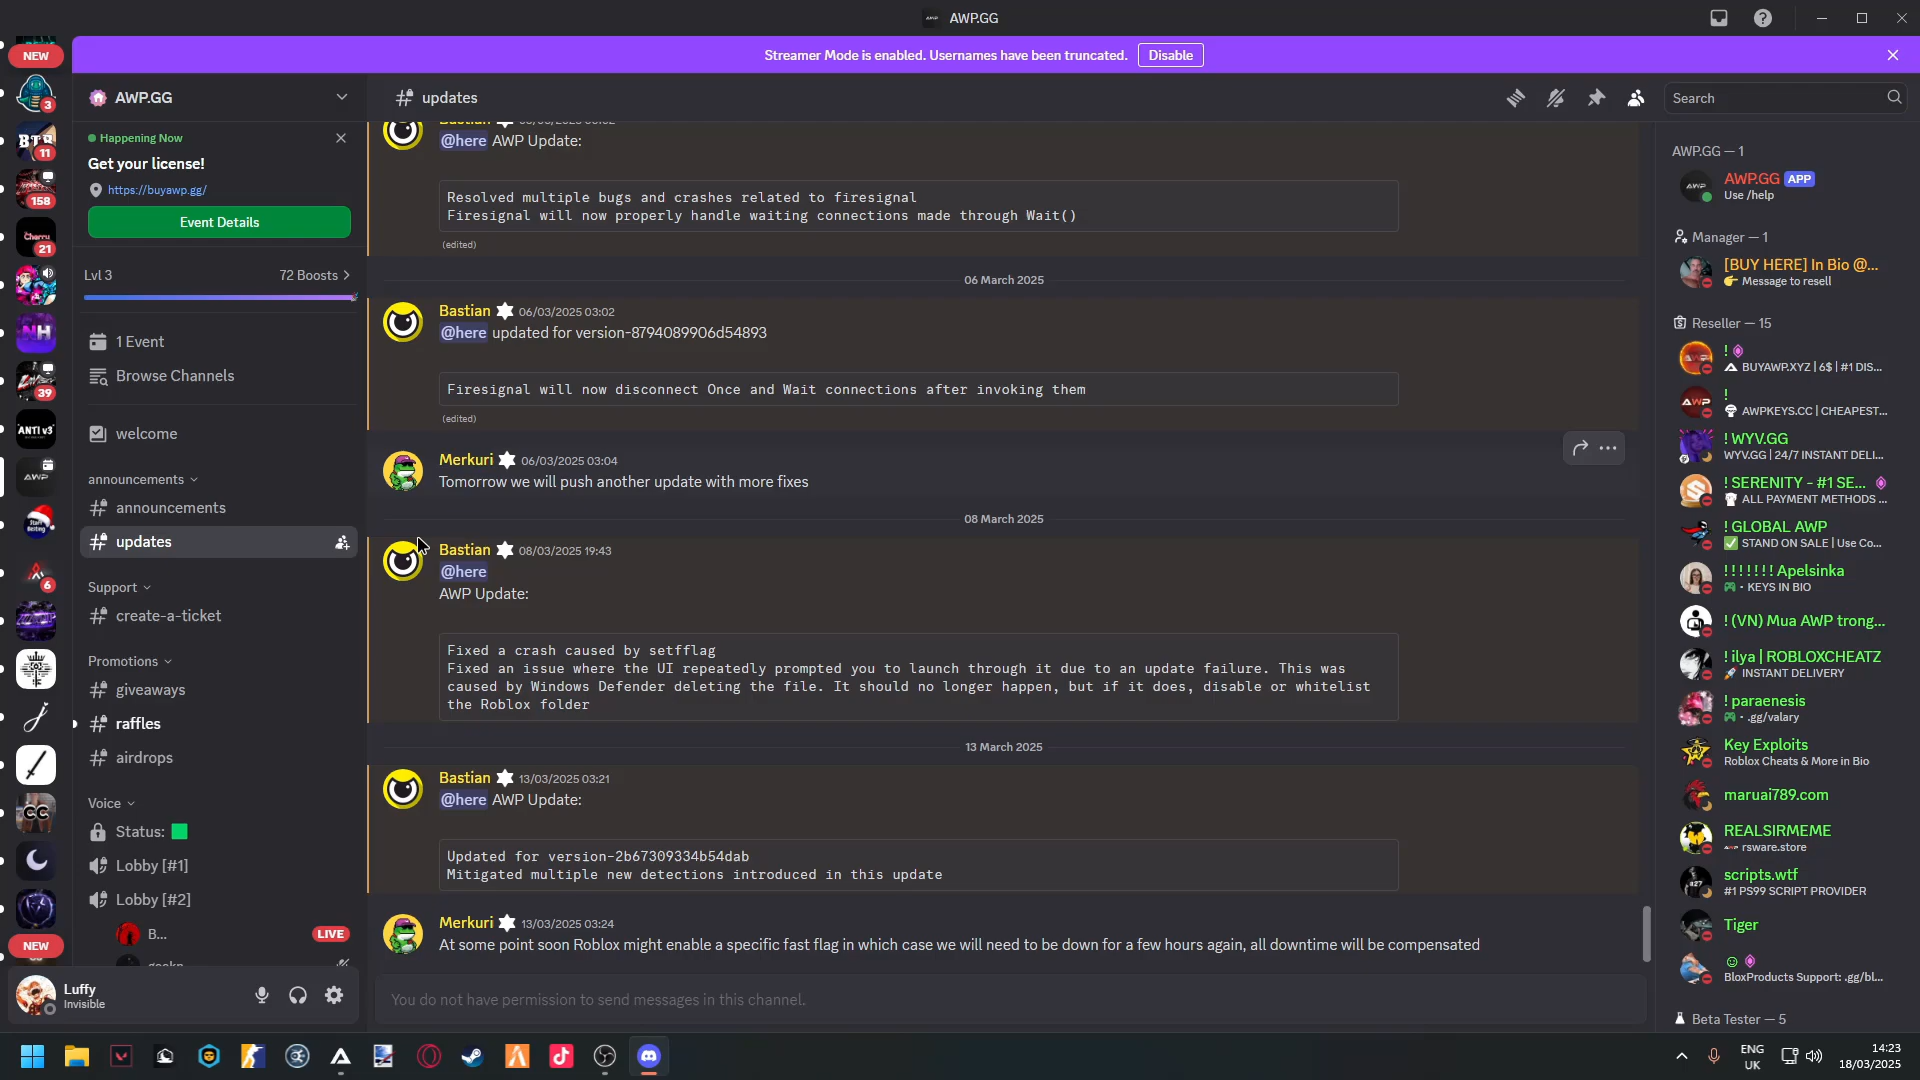 AWP.GG
Streamer Mode is enabled. Usernames have been truncated. Disable
NEW
3
BTR
11
158
Cherry
21
NH
39
ANTI v3
AWP
6
CC
NEW
AWP.GG
Happening Now
Get your license!
https://buyawp.gg/
Event Details
Lvl 3 72 Boosts
1 Event
Browse Channels
welcome
announcements
announcements
updates
Support
create-a-ticket
Promotions
giveaways
raffles
airdrops
Voice
Status:
Lobby [#1]
Lobby [#2]
B... LIVE
Luffy
Invisible
updates
Search
@here AWP Update:
Resolved multiple bugs and crashes related to firesignal
Firesignal will now properly handle waiting connections made through Wait()
(edited)
06 March 2025
Bastian 06/03/2025 03:02
@here updated for version-8794089906d54893
Firesignal will now disconnect Once and Wait connections after invoking them
(edited)
Merkuri 06/03/2025 03:04
Tomorrow we will push another update with more fixes
08 March 2025
Bastian 08/03/2025 19:43
@here
AWP Update:
Fixed a crash caused by setfflag
Fixed an issue where the UI repeatedly prompted you to launch through it due to an update failure. This was
caused by Windows Defender deleting the file. It should no longer happen, but if it does, disable or whitelist
the Roblox folder
13 March 2025
Bastian 13/03/2025 03:21
@here AWP Update:
Updated for version-2b67309334b54dab
Mitigated multiple new detections introduced in this update
Merkuri 13/03/2025 03:24
At some point soon Roblox might enable a specific fast flag in which case we will need to be down for a few hours again, all downtime will be compensated
You do not have permission to send messages in this channel.
AWP.GG — 1
AWP.GG APP
Use /help
Manager — 1
[BUY HERE] In Bio @...
Message to resell
Reseller — 15
!
BUYAWP.XYZ | 6$ | #1 DIS...
!
AWPKEYS.CC | CHEAPEST...
! WYV.GG
WYV.GG | 24/7 INSTANT DELI...
! SERENITY - #1 SE...
ALL PAYMENT METHODS ...
! GLOBAL AWP
STAND ON SALE | Use Co...
! ! ! ! ! ! ! Apelsinka
• KEYS IN BIO
! (VN) Mua AWP trong...
! ilya | ROBLOXCHEATZ
INSTANT DELIVERY
! paraenesis
• .gg/valary
Key Exploits
Roblox Cheats & More in Bio
maruai789.com
REALSIRMEME
rsware.store
scripts.wtf
#1 PS99 SCRIPT PROVIDER
Tiger
BloxProducts Support: .gg/bl...
Beta Tester — 5
ENG
UK
14:23
18/03/2025